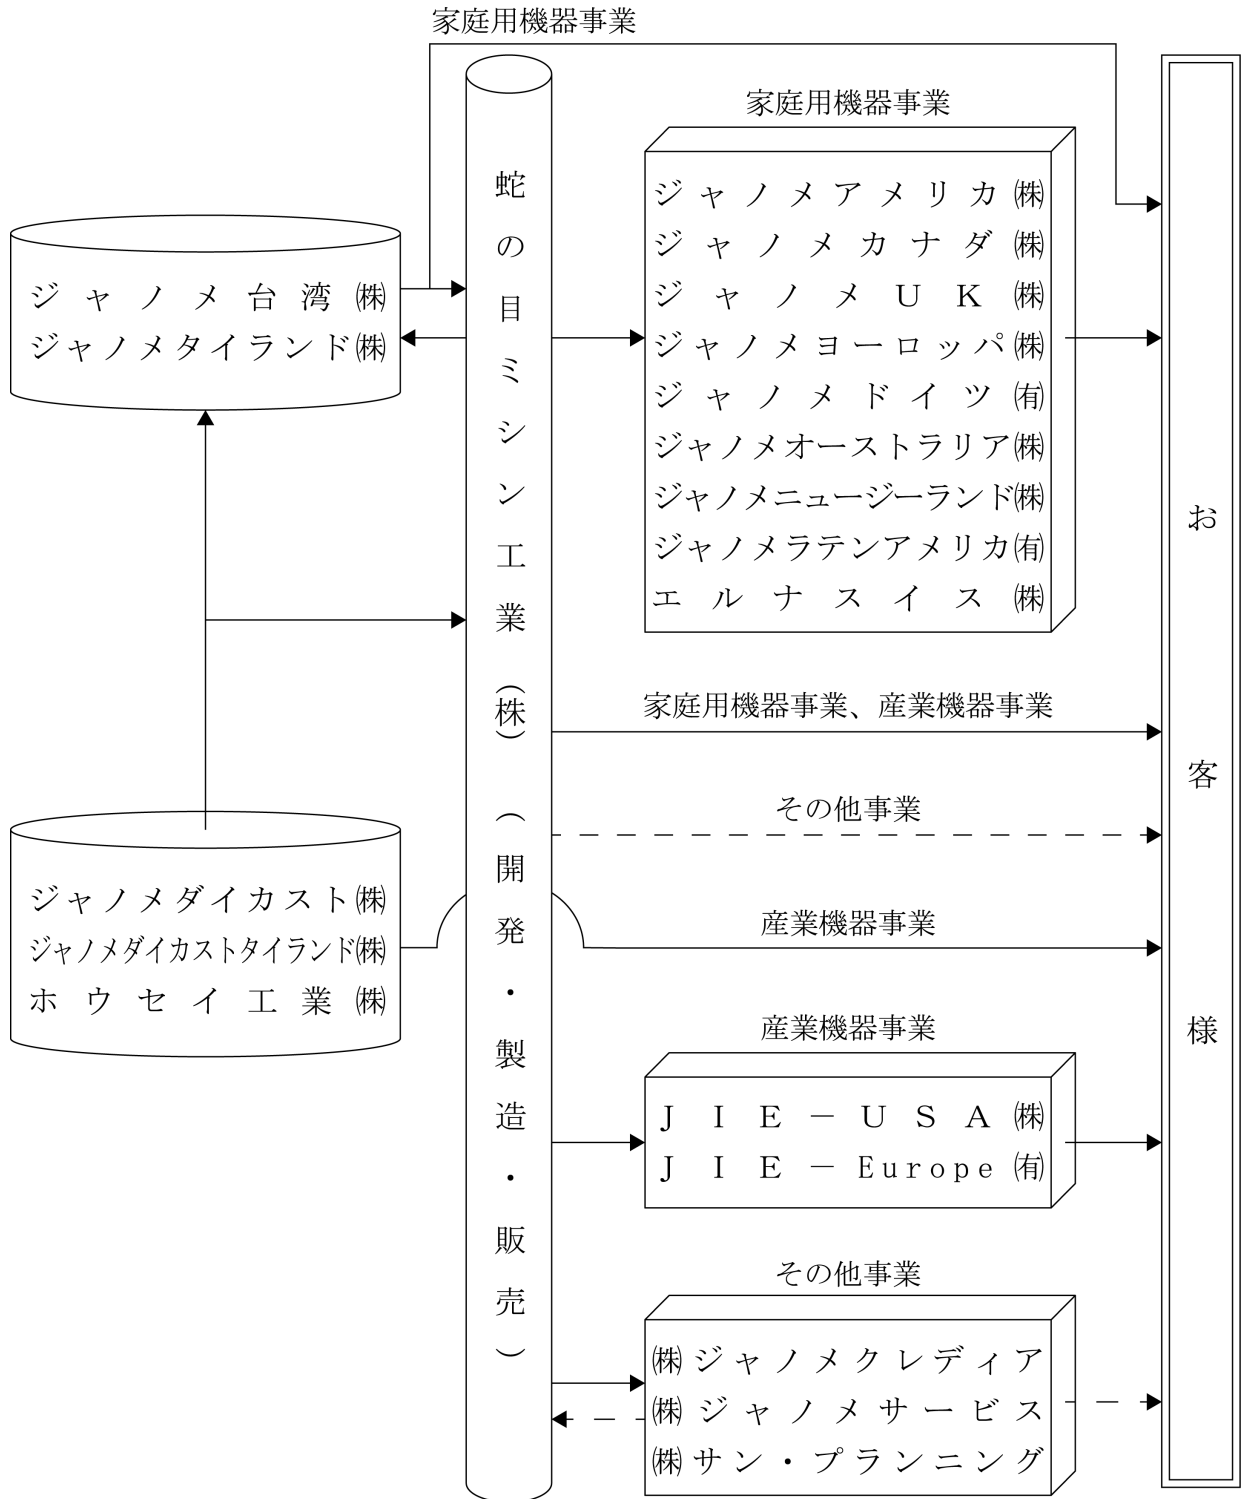 家庭用機器事業
ジャノメ台湾㈱
ジャノメタイランド㈱
ジャノメダイカスト㈱
ジャノメダイカストタイランド㈱
ホウセイ工業㈱
蛇の目ミシン工業(株)(開発・製造・販売)
家庭用機器事業
ジャノメアメリカ㈱
ジャノメカナダ㈱
ジャノメUK㈱
ジャノメヨーロッパ㈱
ジャノメドイツ㈲
ジャノメオーストラリア㈱
ジャノメニュージーランド㈱
ジャノメラテンアメリカ㈲
エルナスイス㈱
家庭用機器事業、産業機器事業
その他事業
産業機器事業
産業機器事業
JIE-USA㈱
JIE-Europe㈲
その他事業
㈱ジャノメクレディア
㈱ジャノメサービス
㈱サン・プランニング
お客様